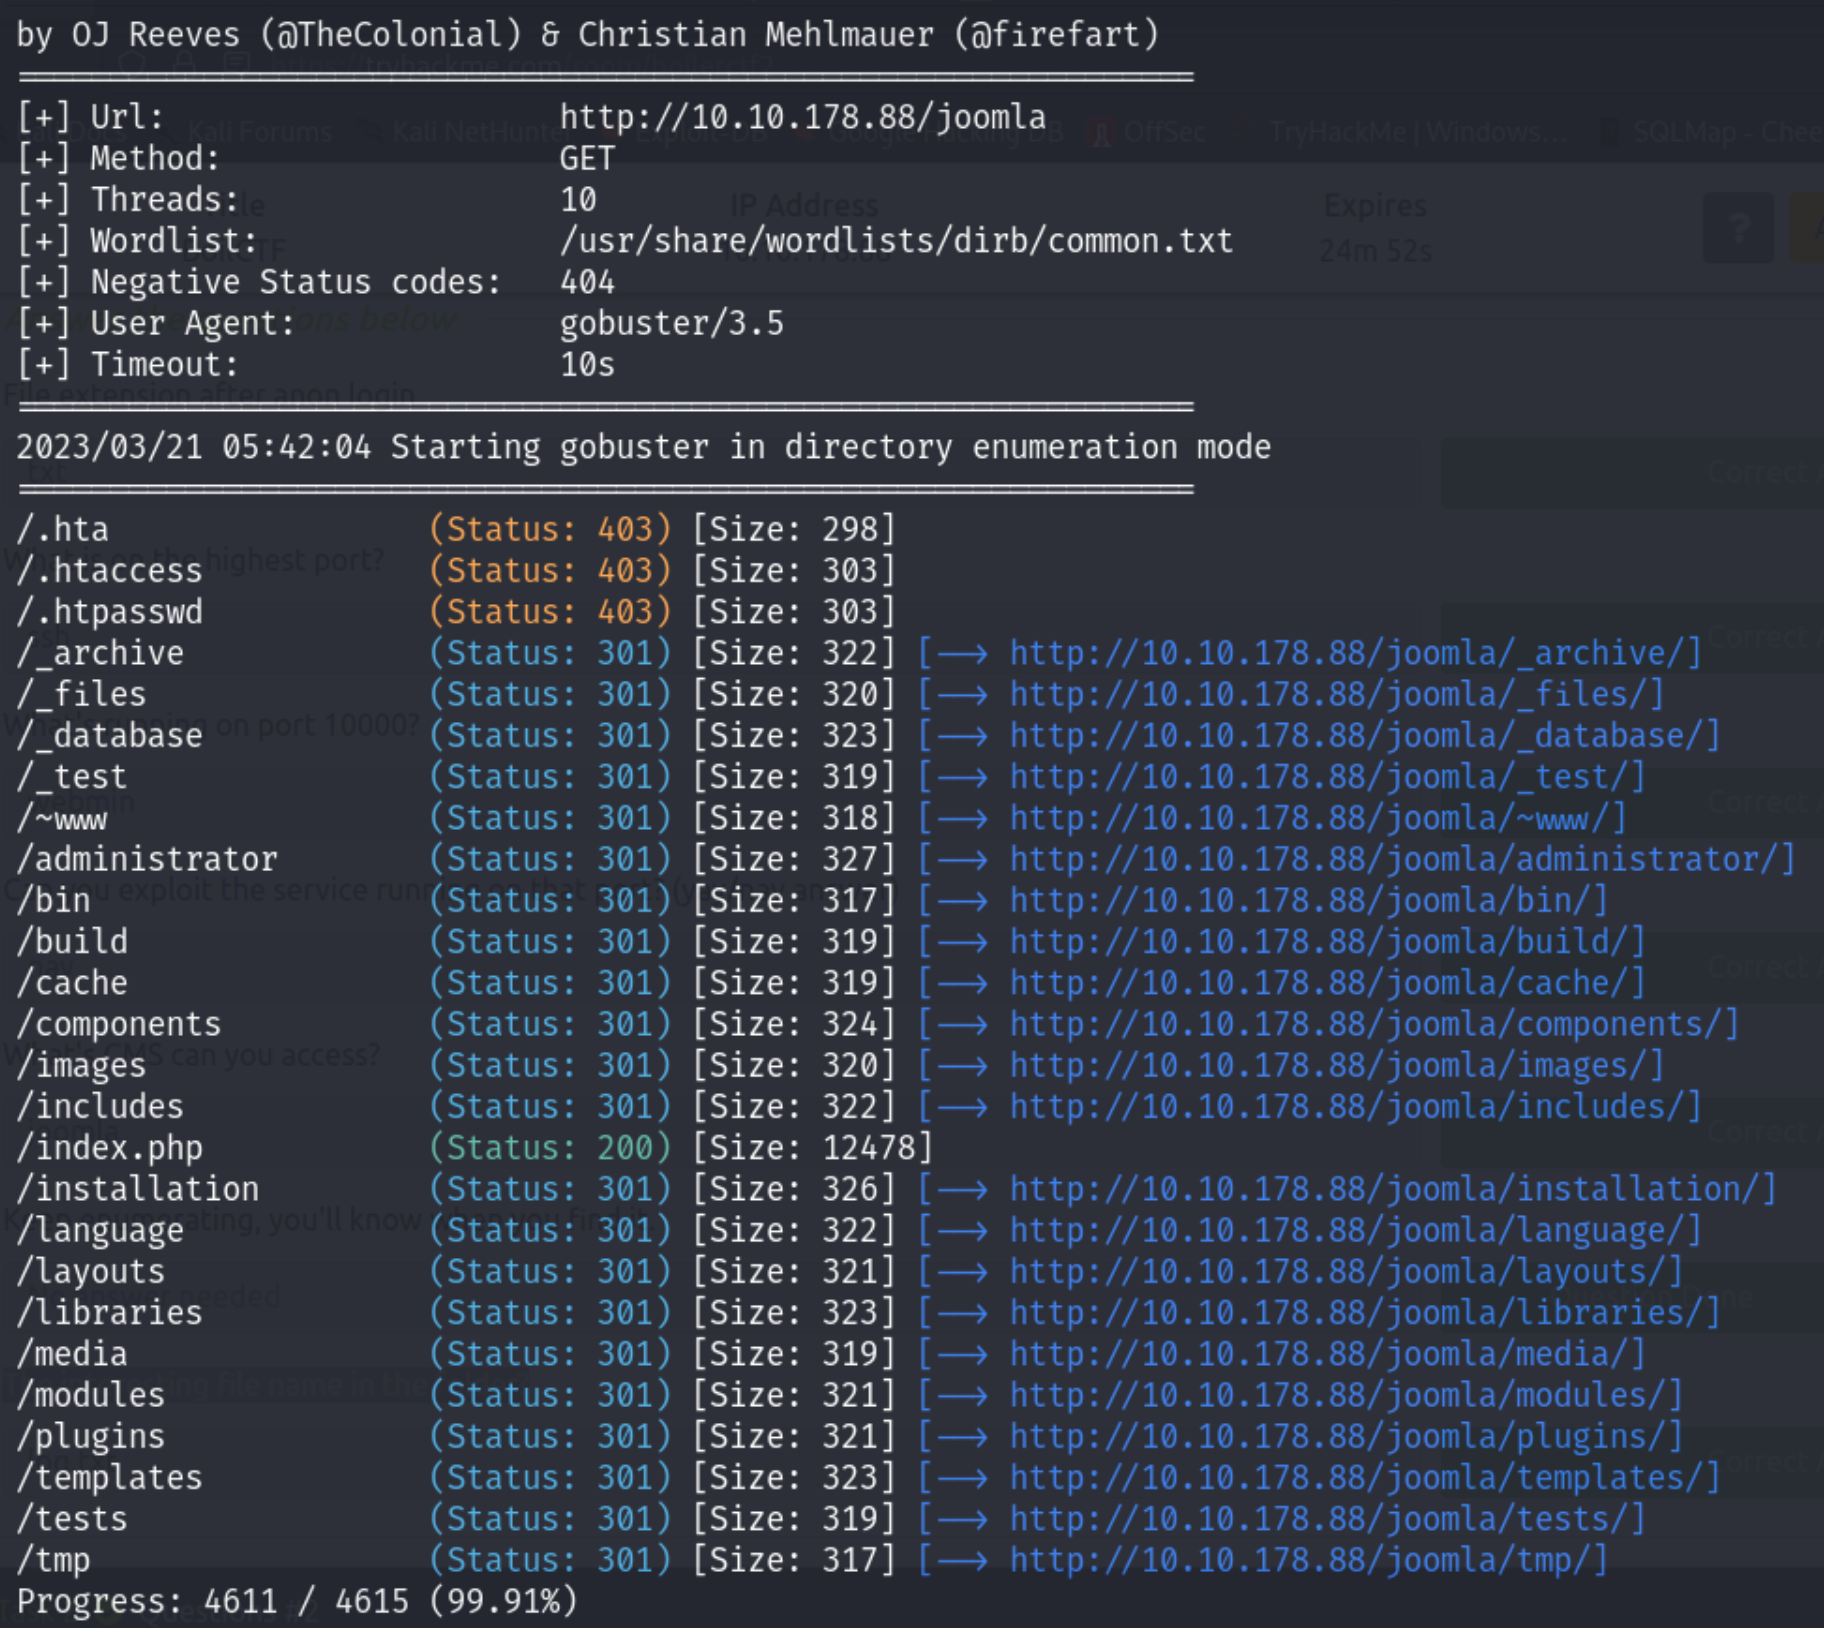 by OJ Reeves (@TheColonial) & Christian Mehlmauer (@firefart)
===============================================================
[+] Url:                     http://10.10.178.88/joomla
[+] Method:                  GET
[+] Threads:                 10
[+] Wordlist:                /usr/share/wordlists/dirb/common.txt
[+] Negative Status codes:   404
[+] User Agent:              gobuster/3.5
[+] Timeout:                 10s
===============================================================
2023/03/21 05:42:04 Starting gobuster in directory enumeration mode
===============================================================
/.hta                 (Status: 403) [Size: 298]
/.htaccess            (Status: 403) [Size: 303]
/.htpasswd            (Status: 403) [Size: 303]
/_archive             (Status: 301) [Size: 322] [--> http://10.10.178.88/joomla/_archive/]
/_files               (Status: 301) [Size: 320] [--> http://10.10.178.88/joomla/_files/]
/_database            (Status: 301) [Size: 323] [--> http://10.10.178.88/joomla/_database/]
/_test                (Status: 301) [Size: 319] [--> http://10.10.178.88/joomla/_test/]
/~www                 (Status: 301) [Size: 318] [--> http://10.10.178.88/joomla/~www/]
/administrator        (Status: 301) [Size: 327] [--> http://10.10.178.88/joomla/administrator/]
/bin                  (Status: 301) [Size: 317] [--> http://10.10.178.88/joomla/bin/]
/build                (Status: 301) [Size: 319] [--> http://10.10.178.88/joomla/build/]
/cache                (Status: 301) [Size: 319] [--> http://10.10.178.88/joomla/cache/]
/components           (Status: 301) [Size: 324] [--> http://10.10.178.88/joomla/components/]
/images               (Status: 301) [Size: 320] [--> http://10.10.178.88/joomla/images/]
/includes             (Status: 301) [Size: 322] [--> http://10.10.178.88/joomla/includes/]
/index.php            (Status: 200) [Size: 12478]
/installation         (Status: 301) [Size: 326] [--> http://10.10.178.88/joomla/installation/]
/language             (Status: 301) [Size: 322] [--> http://10.10.178.88/joomla/language/]
/layouts              (Status: 301) [Size: 321] [--> http://10.10.178.88/joomla/layouts/]
/libraries            (Status: 301) [Size: 323] [--> http://10.10.178.88/joomla/libraries/]
/media                (Status: 301) [Size: 319] [--> http://10.10.178.88/joomla/media/]
/modules              (Status: 301) [Size: 321] [--> http://10.10.178.88/joomla/modules/]
/plugins              (Status: 301) [Size: 321] [--> http://10.10.178.88/joomla/plugins/]
/templates            (Status: 301) [Size: 323] [--> http://10.10.178.88/joomla/templates/]
/tests                (Status: 301) [Size: 319] [--> http://10.10.178.88/joomla/tests/]
/tmp                  (Status: 301) [Size: 317] [--> http://10.10.178.88/joomla/tmp/]
Progress: 4611 / 4615 (99.91%)